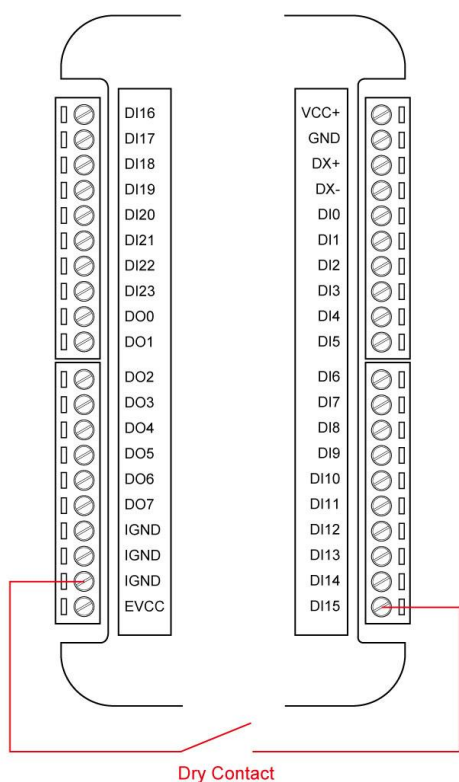 DI16
DI17
DI18
DI19
DI20
DI21
DI22
DI23
DO0
DO1
DO2
DO3
DO4
DO5
DO6
DO7
IGND
IGND
IGND
EVCC
VCC+
GND
DX+
DX-
DI0
DI1
DI2
DI3
DI4
DI5
DI6
DI7
DI8
DI9
DI10
DI11
DI12
DI13
DI14
DI15
Dry Contact